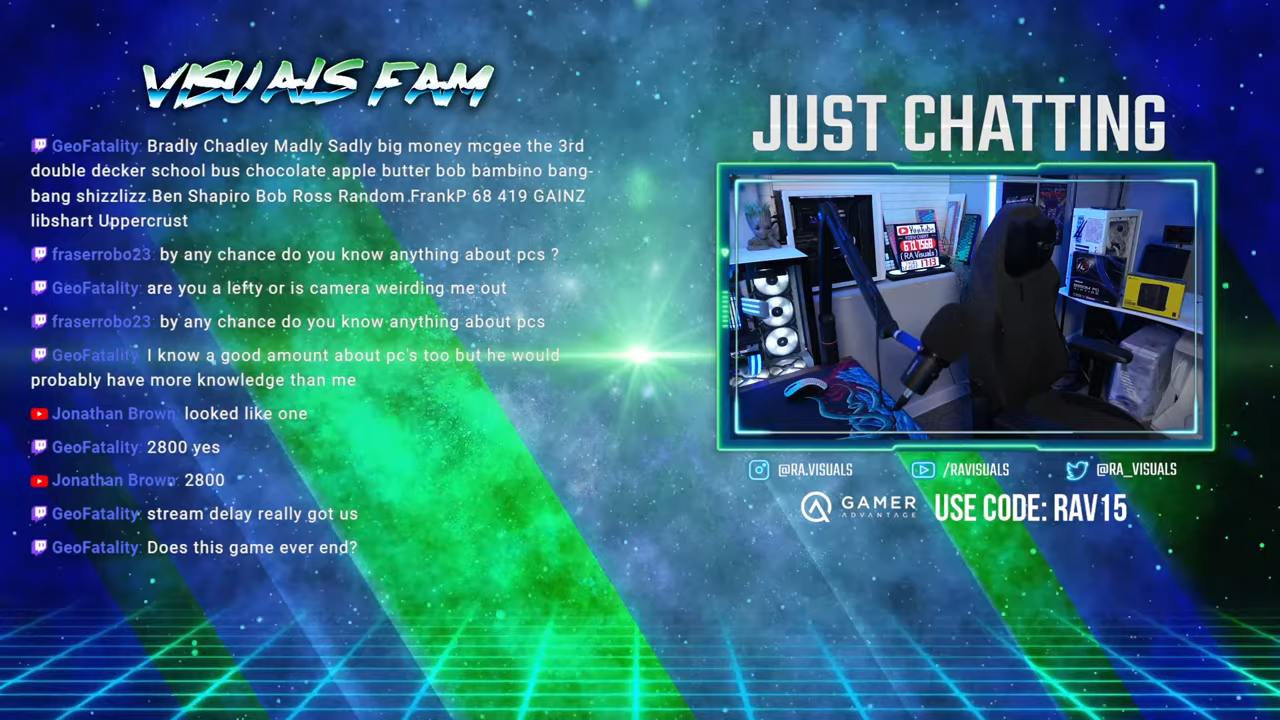 VISUALS FAM
JUST CHATTING
GeoFatality: Bradly Chadley Madly Sadly big money mcgee the 3rd
double decker school bus chocolate apple butter bob bambino bang-
bang shizzlizz Ben Shapiro Bob Ross Random FrankP 68 419 GAINZ
libshart Uppercrust
fraserrobo23: by any chance do you know anything about pcs ?
GeoFatality: are you a lefty or is camera weirding me out
fraserrobo23: by any chance do you know anything about pcs
GeoFatality: I know a good amount about pc's too but he would
probably have more knowledge than me
Jonathan Brown: looked like one
GeoFatality: 2800 yes
Jonathan Brown: 2800
GeoFatality: stream delay really got us
GeoFatality: Does this game ever end?
YouTube
RA Visuals
@RA.VISUALS
/RAVISUALS
@RA_VISUALS
GAMER
ADVANTAGE
USE CODE: RAV15